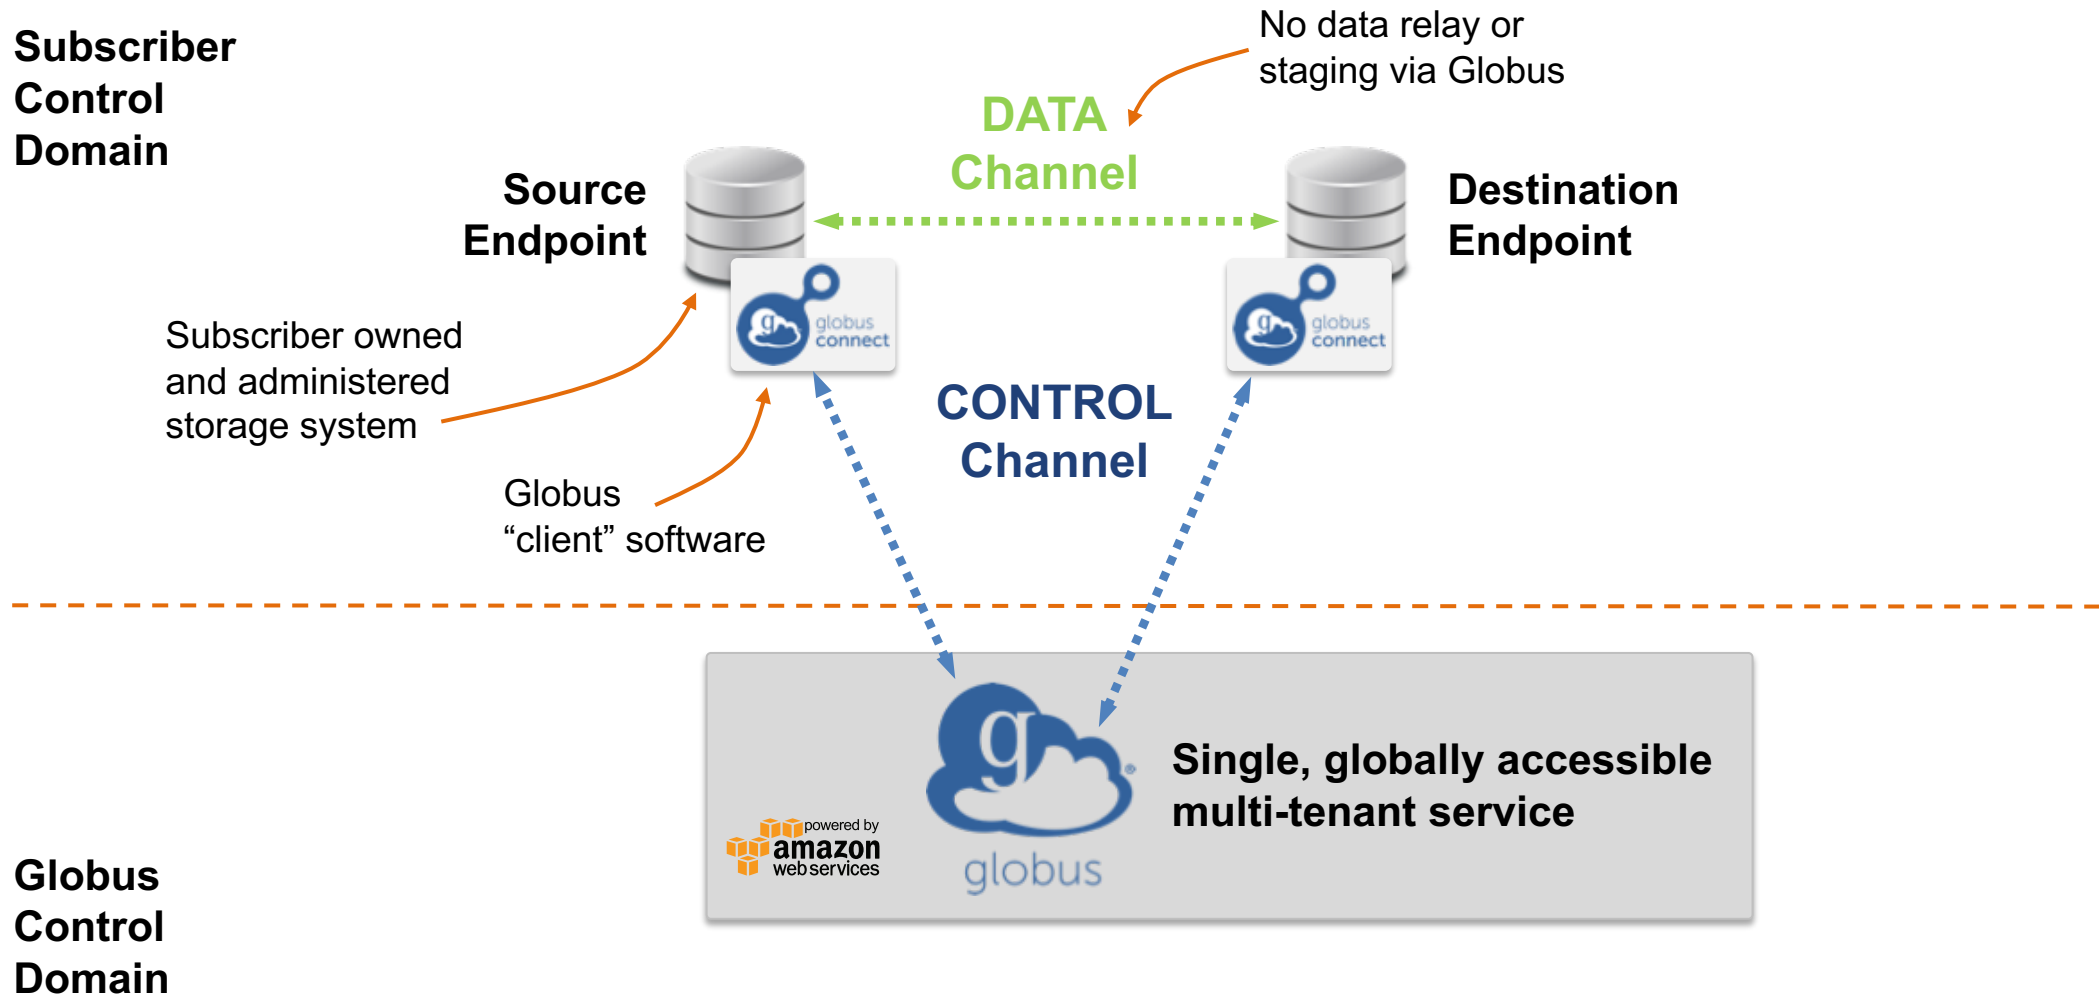 Subscriber
Control
Domain
No data relay or
staging via Globus
DATA
Channel
Source
Endpoint
Destination
Endpoint
g globus
connect
g globus
connect
Subscriber owned
and administered
storage system
CONTROL
Channel
Globus
“client” software
g
globus
®
Single, globally accessible
multi-tenant service
powered by
amazon
webservices
Globus
Control
Domain